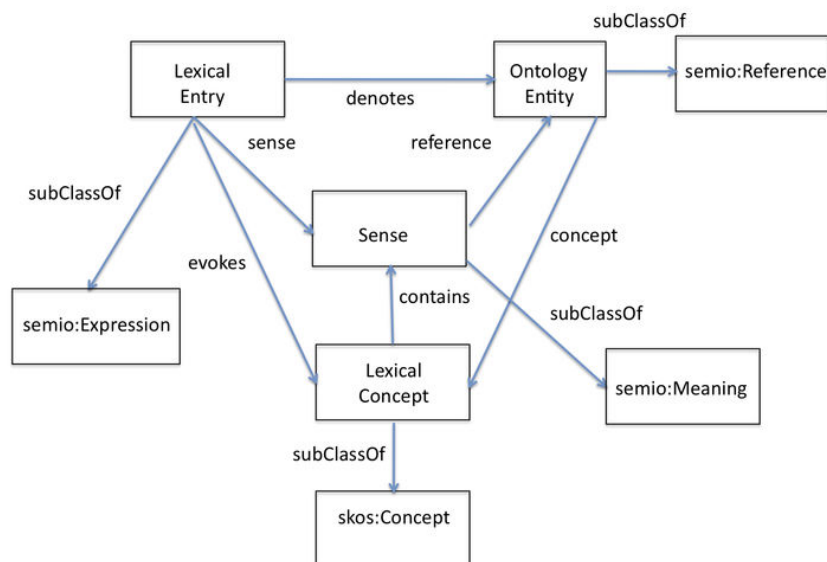 subClassOf
Lexical
Entry
denotes
Ontology
Entity
semio:Reference
sense
reference
subClassOf
Sense
concept
evokes
contains
semio:Expression
subClassOf
Lexical
Concept
semio:Meaning
subClassOf
skos:Concept